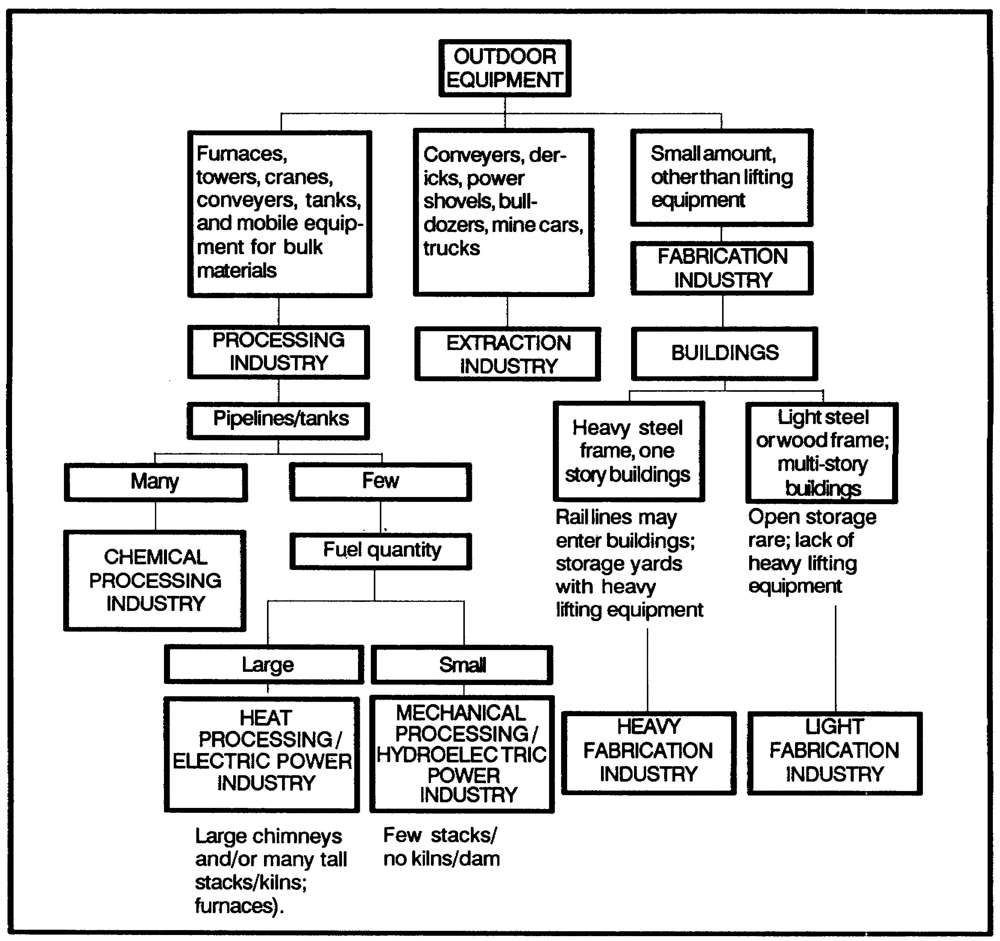 OUTDOOR
EQUIPMENT
Furnaces,
towers, cranes,
conveyers, tanks,
and mobile equip-
ment for bulk
materials
Conveyers, der-
icks, power
shovels, bull-
dozers, mine cars,
trucks
Small amount,
other than lifting
equipment
FABRICATION
INDUSTRY
PROCESSING
INDUSTRY
EXTRACTION
INDUSTRY
BUILDINGS
Pipelines/tanks
Heavy steel
frame, one
story buildings
Light steel
or wood frame;
multi-story
buildings
Many
Few
Rail lines may
enter buildings;
storage yards
with heavy
lifting equipment
Open storage
rare; lack of
heavy lifting
equipment
CHEMICAL
PROCESSING
INDUSTRY
Fuel quantity
Large
Small
HEAT
PROCESSING/
ELECTRIC POWER
INDUSTRY
MECHANICAL
PROCESSING/
HYDROELECTRIC
POWER
INDUSTRY
HEAVY
FABRICATION
INDUSTRY
LIGHT
FABRICATION
INDUSTRY
Large chimneys
and/or many tall
stacks/kilns;
furnaces).
Few stacks/
no kilns/dam